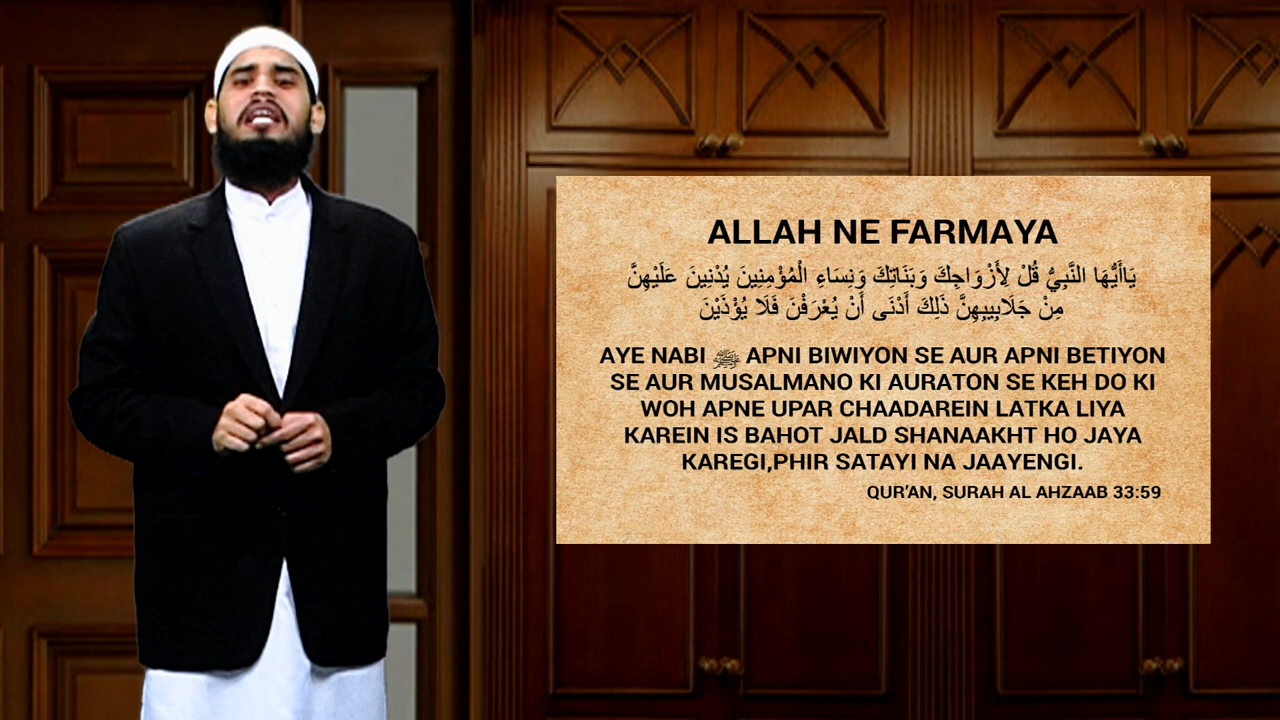 ALLAH NE FARMAYA
يَاأَيُّهَا النَّبِيُّ قُلْ لِأَزْوَاجِكَ وَبَنَاتِكَ وَنِسَاءِ الْمُؤْمِنِينَ يُدْنِينَ عَلَيْهِنَّ
مِنْ جَلَابِيبِهِنَّ ذَلِكَ أَدْنَى أَنْ يُعْرَفْنَ فَلَا يُؤْذَيْنَ
AYE NABI ﷺ APNI BIWIYON SE AUR APNI BETIYON
SE AUR MUSALMANO KI AURATON SE KEH DO KI
WOH APNE UPAR CHAADAREIN LATKA LIYA
KAREIN IS BAHOT JALD SHANAAKHT HO JAYA
KAREGI,PHIR SATAYI NA JAAYENGI.
QUR'AN, SURAH AL AHZAAB 33:59